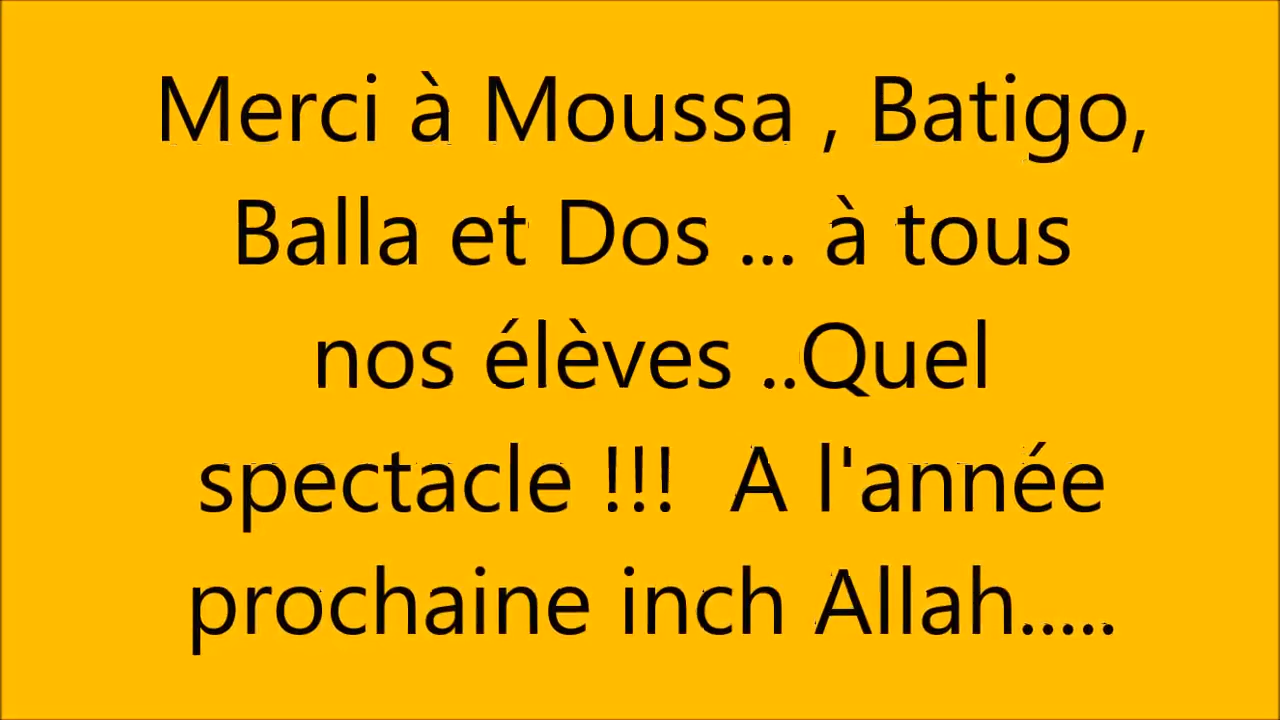 Merci à Moussa , Batigo,
Balla et Dos ... à tous
nos élèves ..Quel
spectacle !!!  A l'année
prochaine inch Allah.....